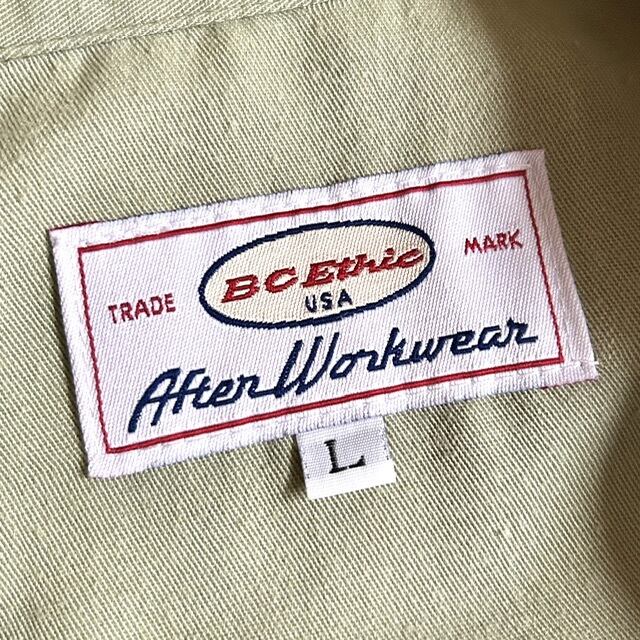 TRADE
BC Ethic
USA
MARK
After Workwear
L